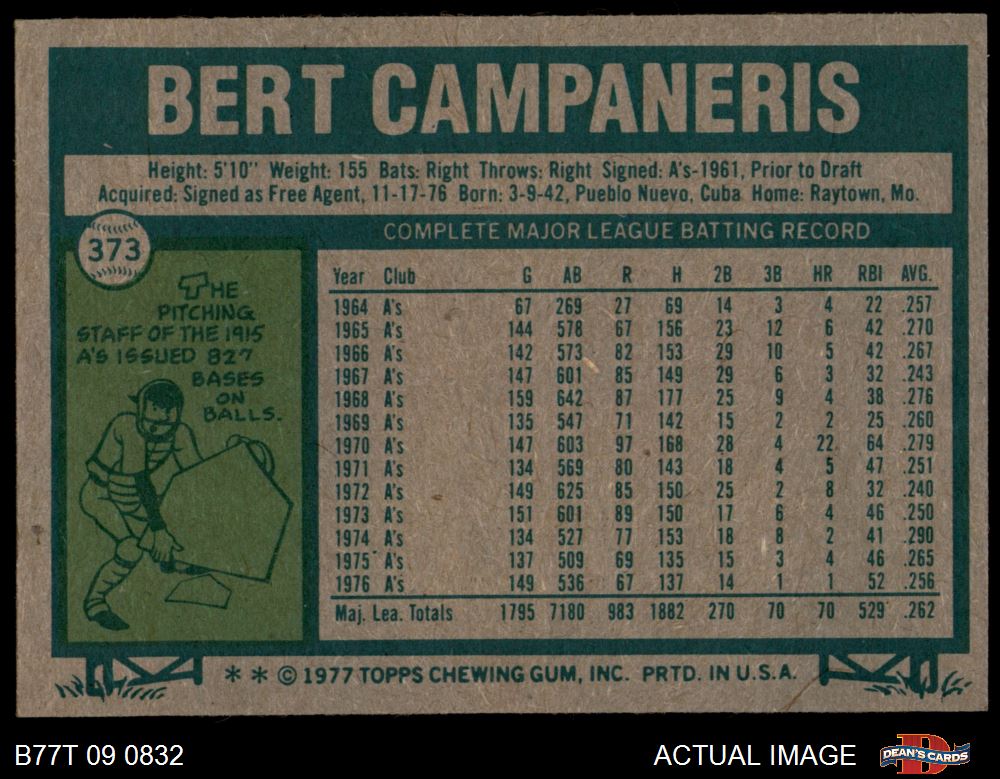 BERT CAMPANERIS
Height: 5'10" Weight: 155 Bats: Right Throws: Right Signed: A's-1961, Prior to Draft
Acquired: Signed as Free Agent, 11-17-76 Born: 3-9-42, Pueblo Nuevo, Cuba Home: Raytown, Mo.
373
THE
PITCHING
STAFF OF THE 1915
A'S ISSUED 827
BASES
ON
BALLS.
COMPLETE MAJOR LEAGUE BATTING RECORD
Year Club G AB R H 2B 3B HR RBI AVG.
1964 A's 67 269 27 69 14 3 4 22 .257
1965 A's 144 578 67 156 23 12 6 42 .270
1966 A's 142 573 82 153 29 10 5 42 .267
1967 A's 147 601 85 149 29 6 3 32 .243
1968 A's 159 642 87 177 25 9 4 38 .276
1969 A's 135 547 71 142 15 2 2 25 .260
1970 A's 147 603 97 168 28 4 22 64 .279
1971 A's 134 569 80 143 18 4 5 47 .251
1972 A's 149 625 85 150 25 2 8 32 .240
1973 A's 151 601 89 150 17 6 4 46 .250
1974 A's 134 527 77 153 18 8 2 41 .290
1975 A's 137 509 69 135 15 3 4 46 .265
1976 A's 149 536 67 137 14 1 1 52 .256
Maj. Lea. Totals 1795 7180 983 1882 270 70 70 529 .262
* * © 1977 TOPPS CHEWING GUM, INC. PRTD. IN U.S.A.
B77T 09 0832 ACTUAL IMAGE DEAN'S CARDS